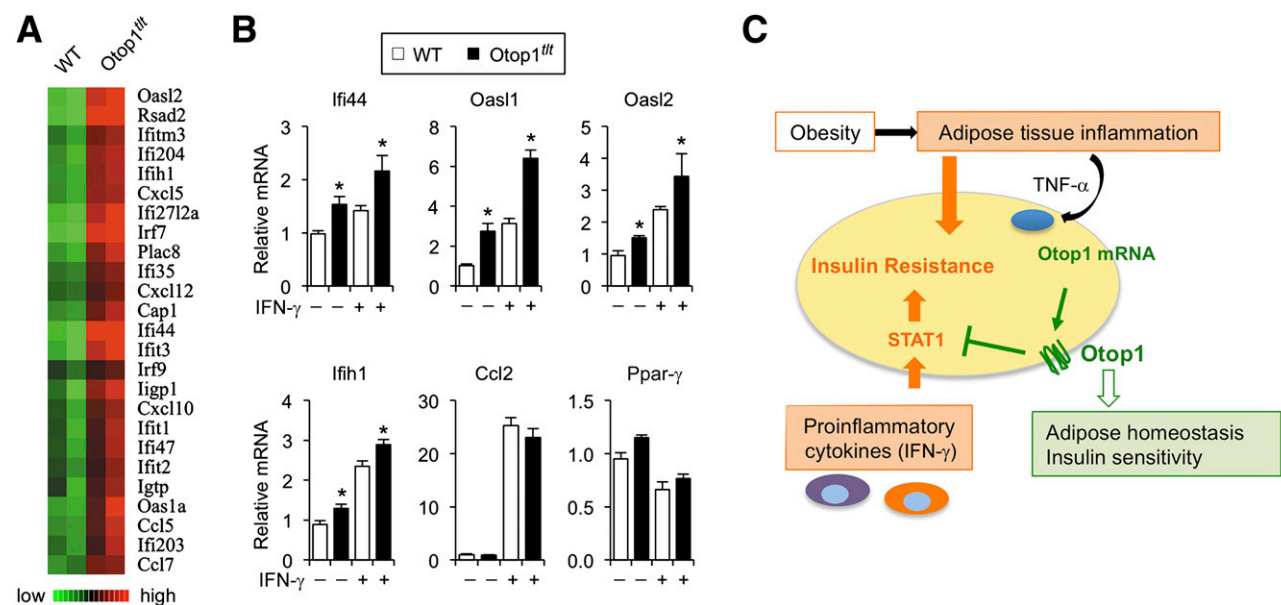 A
WT
Otop1tlt
Oasl2
Rsad2
Ifitm3
Ifi204
Ifih1
Cxcl5
Ifi27l2a
Irf7
Plac8
Ifi35
Cxcl12
Cap1
Ifi44
Ifit3
Irf9
Iigp1
Cxcl10
Ifit1
Ifi47
Ifit2
Igtp
Oas1a
Ccl5
Ifi203
Ccl7
low high
B
WT Otop1tlt
Ifi44
Relative mRNA
3
2
1
0
* *
IFN-γ – – + +
Oasl1
8
6
4
2
0
* *
– – + +
Oasl2
5
4
3
2
1
0
* *
– – + +
Ifih1
Relative mRNA
4
3
2
1
0
* *
IFN-γ – – + +
Ccl2
30
20
10
0
– – + +
Ppar-γ
1.5
1.0
0.5
0.0
– – + +
C
Obesity
Adipose tissue inflammation
TNF-α
Otop1 mRNA
Insulin Resistance
STAT1
Otop1
Proinflammatory
cytokines (IFN-γ)
Adipose homeostasis
Insulin sensitivity